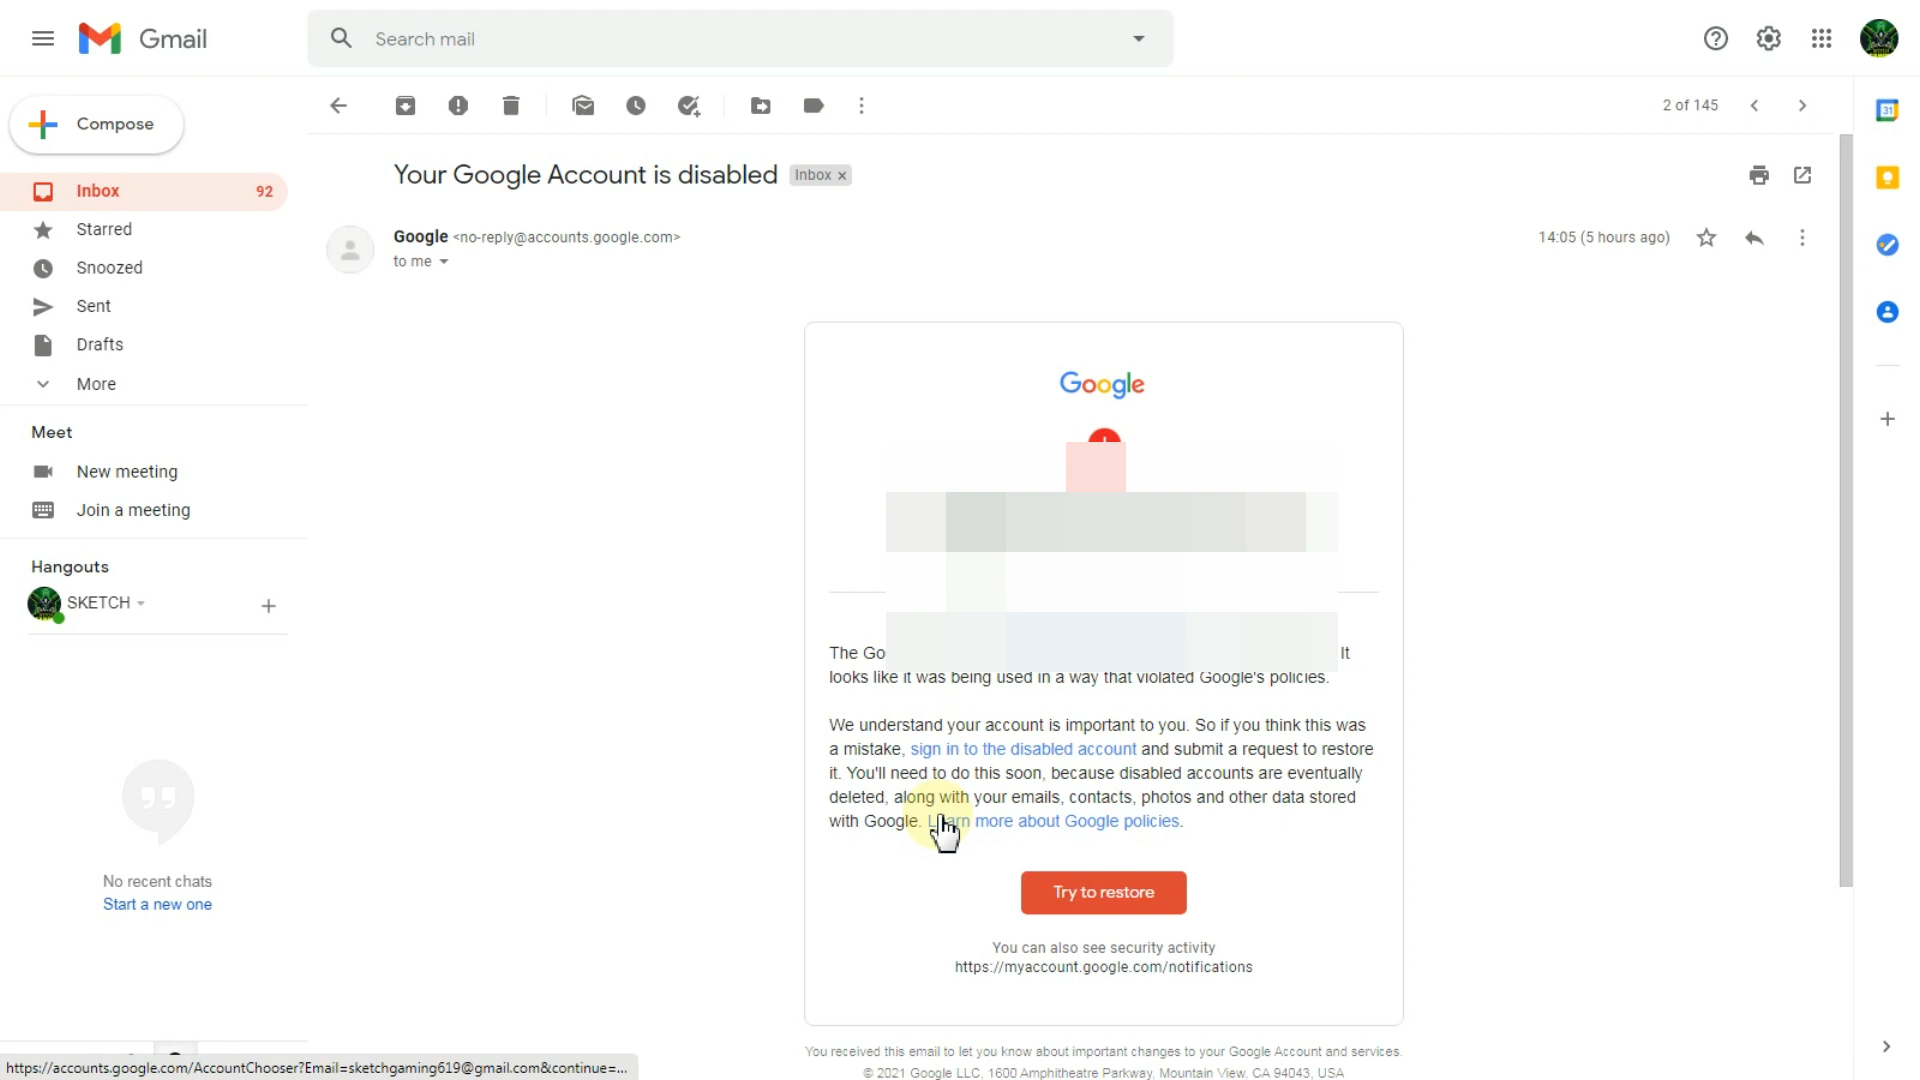 Gmail
Search mail
Compose
2 of 145
Inbox 92
Starred
Snoozed
Sent
Drafts
More
Meet
New meeting
Join a meeting
Hangouts
SKETCH
No recent chats
Start a new one
Your Google Account is disabled Inbox x
Google <no-reply@accounts.google.com>
14:05 (5 hours ago)
to me
Google
The Go It
looks like it was being used in a way that violated Google's policies.
We understand your account is important to you. So if you think this was
a mistake, sign in to the disabled account and submit a request to restore
it. You'll need to do this soon, because disabled accounts are eventually
deleted, along with your emails, contacts, photos and other data stored
with Google. Learn more about Google policies.
Try to restore
You can also see security activity
https://myaccount.google.com/notifications
You received this email to let you know about important changes to your Google Account and services.
© 2021 Google LLC, 1600 Amphitheatre Parkway, Mountain View, CA 94043, USA
https://accounts.google.com/AccountChooser?Email=sketchgaming619@gmail.com&continue=...
31